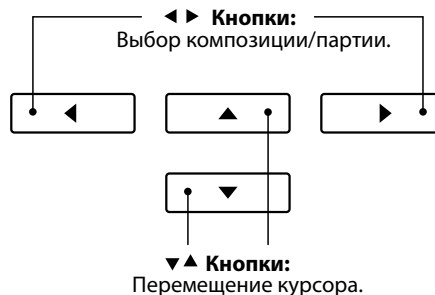 ◀ ▶ Кнопки:
Выбор композиции/партии.
▼▲ Кнопки:
Перемещение курсора.